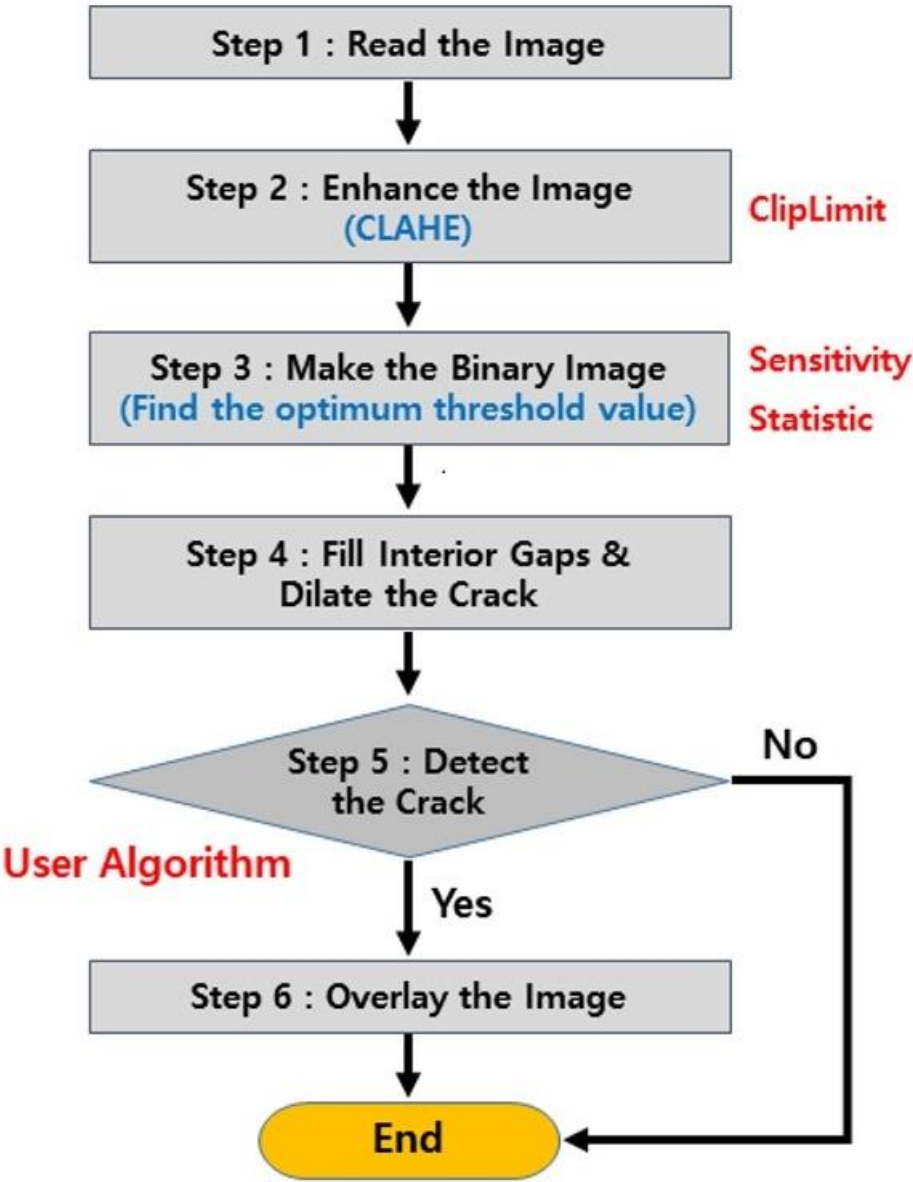 Step 1 : Read the Image
Step 2 : Enhance the Image
(CLAHE)
ClipLimit
Step 3 : Make the Binary Image
(Find the optimum threshold value)
Sensitivity
Statistic
Step 4 : Fill Interior Gaps &
Dilate the Crack
Step 5 : Detect
the Crack
No
User Algorithm
Yes
Step 6 : Overlay the Image
End